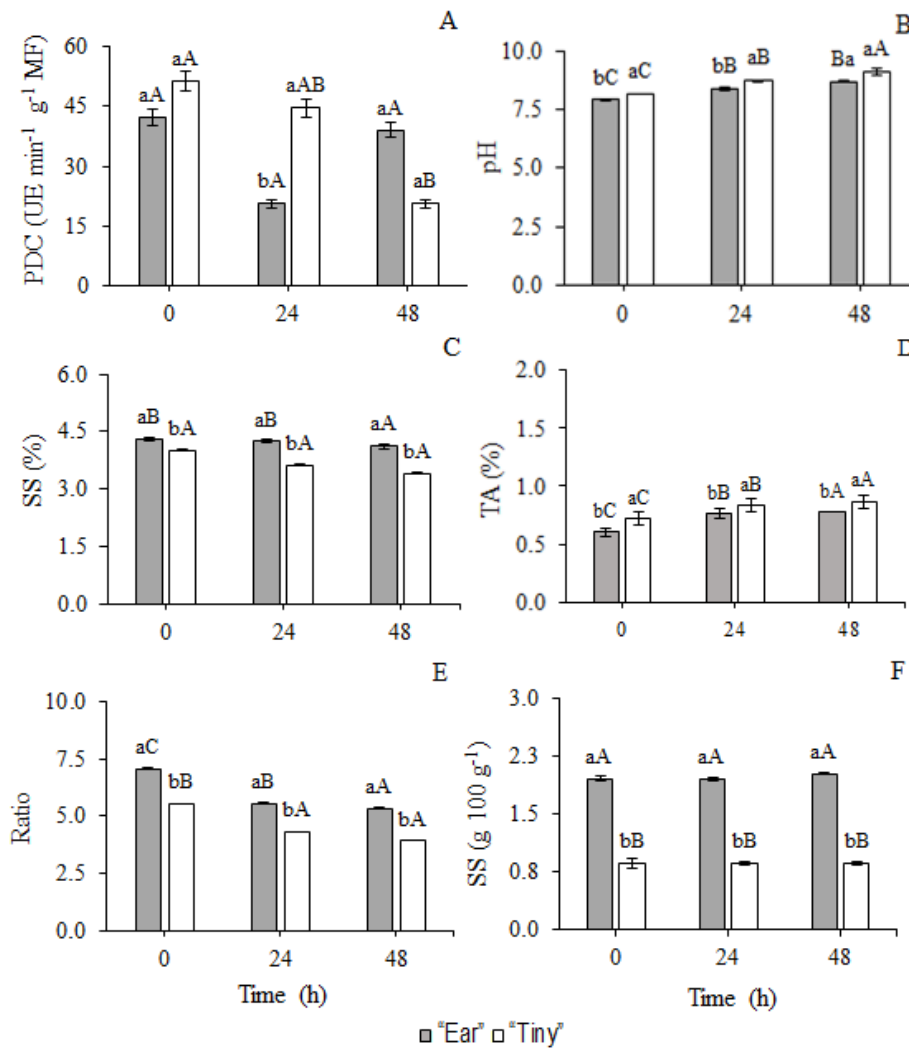 A
PDC (UE min⁻¹ g⁻¹ MF)
60
45
30
15
0
aA aA
bA aAB
aA aB
0 24 48
B
pH
10.0
7.5
5.0
2.5
0.0
bC aC
bB aB
Ba aA
0 24 48
C
SS (%)
6.0
4.5
3.0
1.5
0.0
aB bA
aB bA
aA bA
0 24 48
D
TA (%)
2.0
1.5
1.0
0.5
0.0
bC aC
bB aB
bA aA
0 24 48
E
Ratio
10.0
7.5
5.0
2.5
0.0
aC bB
aB bA
aA bA
0 24 48
Time (h)
F
SS (g 100 g⁻¹)
3.0
2.3
1.5
0.8
0.0
aA bB
aA bB
aA bB
0 24 48
Time (h)
"Ear" "Tiny"